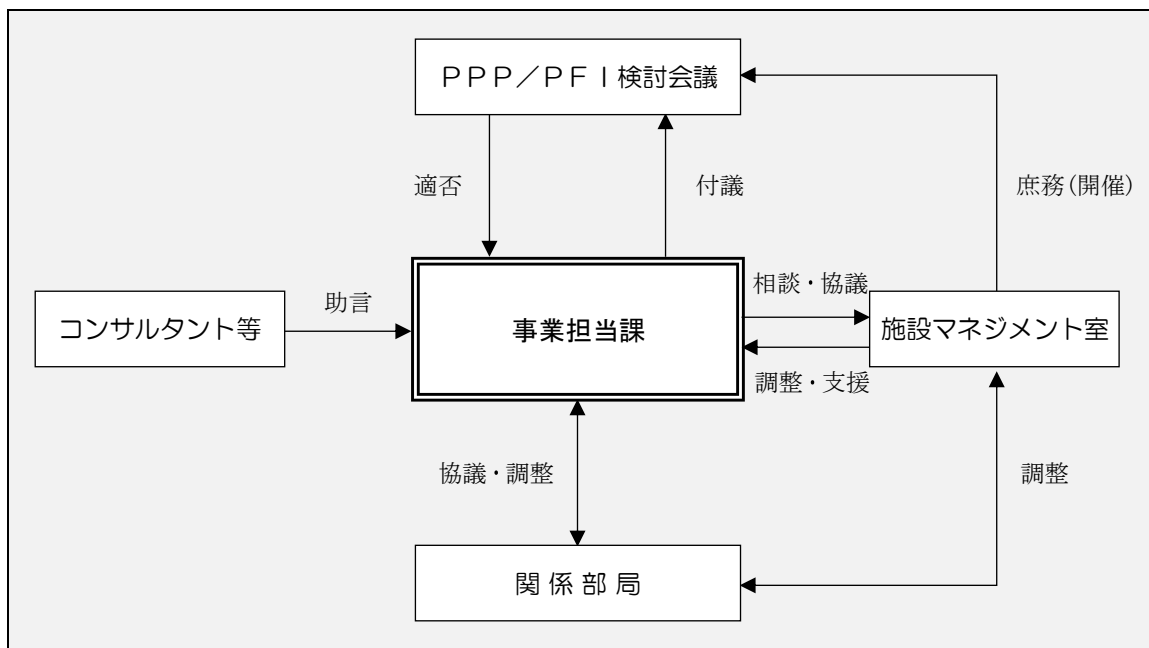 ＰＰＰ／ＰＦＩ検討会議
適否
付議
庶務(開催)
コンサルタント等
助言
事業担当課
相談・協議
調整・支援
施設マネジメント室
協議・調整
調整
関 係 部 局